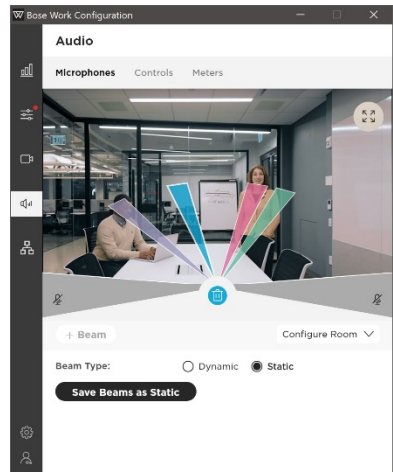 Bose Work Configuration
Audio
Microphones Controls Meters
+ Beam
Configure Room
Beam Type: Dynamic Static
Save Beams as Static